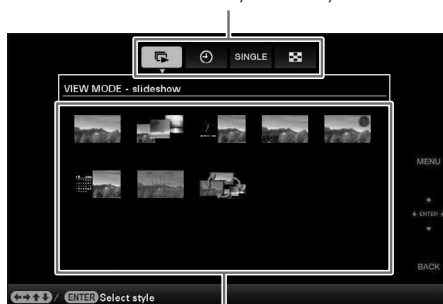 SINGLE
VIEW MODE - slideshow
MENU
ENTER
BACK
/ ENTER Select style